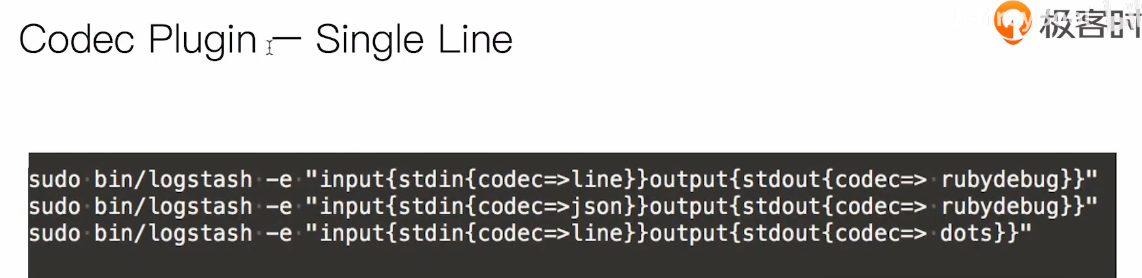 Codec Plugin — Single Line
极客时
sudo bin/logstash -e "input{stdin{codec=>line}}output{stdout{codec=> rubydebug}}"
sudo bin/logstash -e "input{stdin{codec=>json}}output{stdout{codec=> rubydebug}}"
sudo bin/logstash -e "input{stdin{codec=>line}}output{stdout{codec=> dots}}"